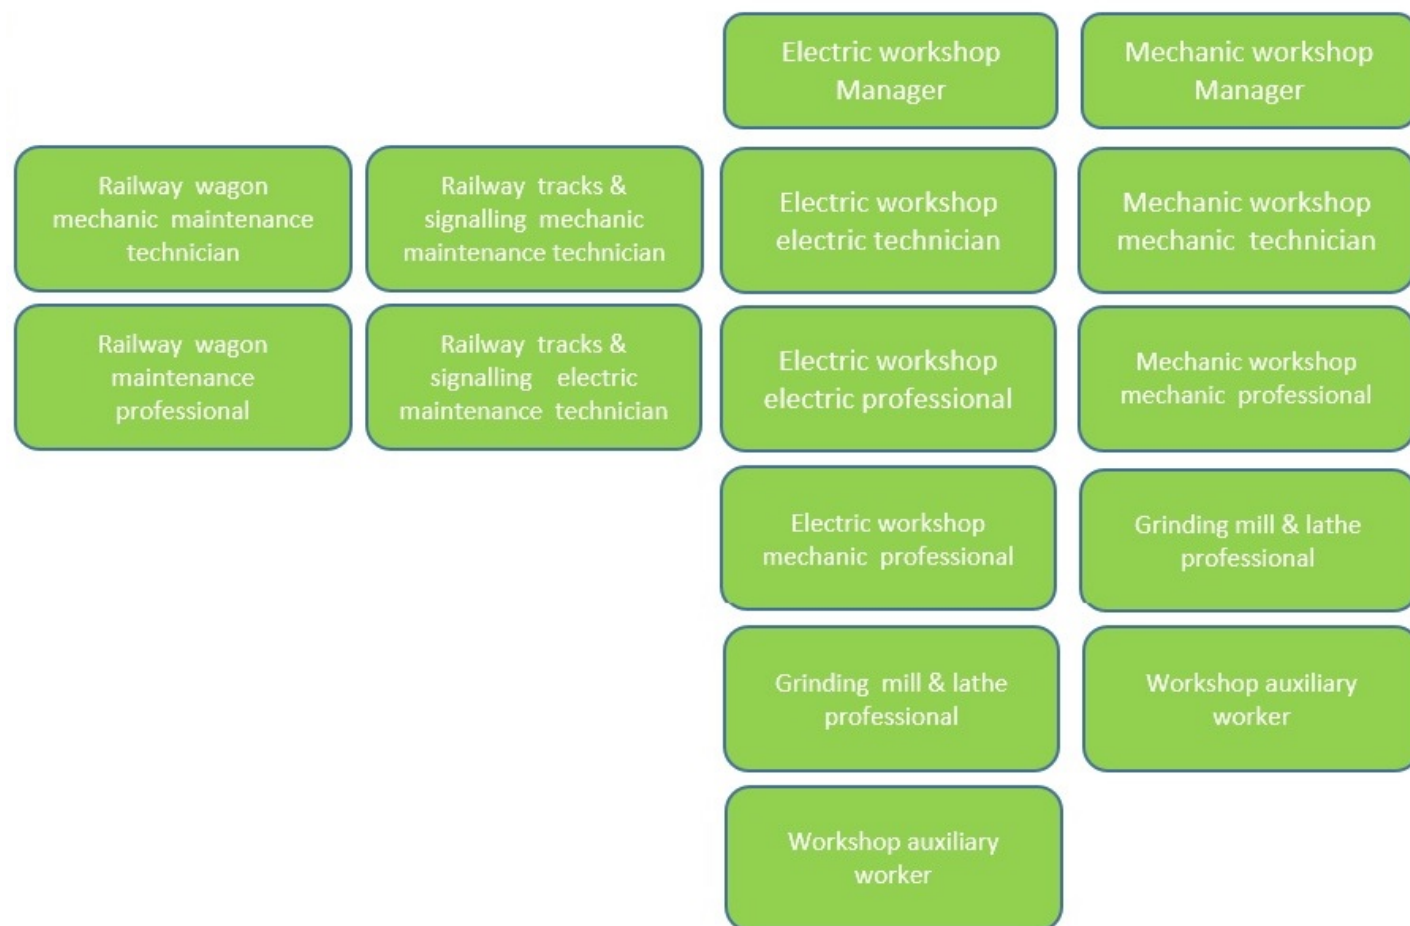 Electric workshop
Manager
Mechanic workshop
Manager
Railway wagon
mechanic maintenance
technician
Railway tracks &
signalling mechanic
maintenance technician
Electric workshop
electric technician
Mechanic workshop
mechanic technician
Railway wagon
maintenance
professional
Railway tracks &
signalling electric
maintenance technician
Electric workshop
electric professional
Mechanic workshop
mechanic professional
Electric workshop
mechanic professional
Grinding mill & lathe
professional
Grinding mill & lathe
professional
Workshop auxiliary
worker
Workshop auxiliary
worker